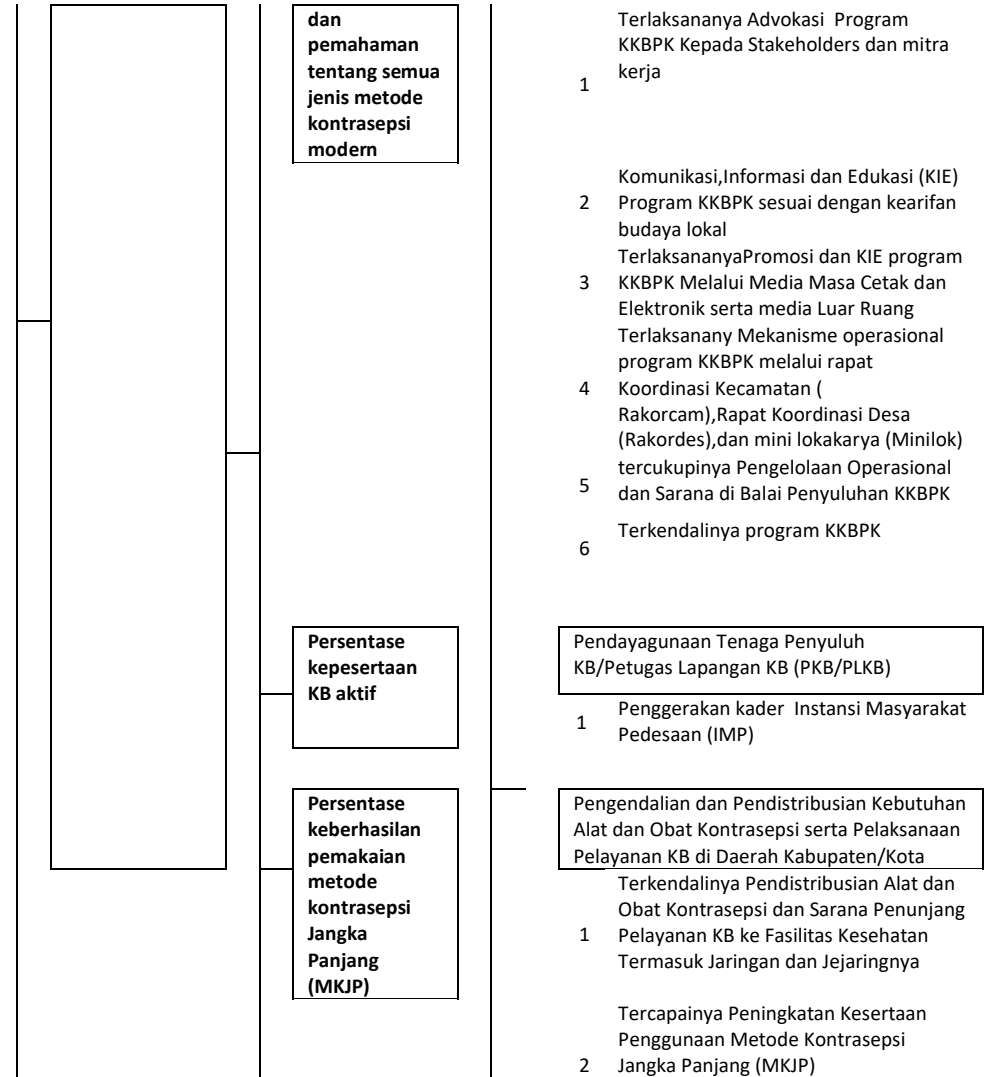 dan
pemahaman
tentang semua
jenis metode
kontrasepsi
modern
Terlaksananya Advokasi Program
KKBPK Kepada Stakeholders dan mitra
kerja
1
Komunikasi,Informasi dan Edukasi (KIE)
2 Program KKBPK sesuai dengan kearifan
budaya lokal
TerlaksananyaPromosi dan KIE program
3 KKBPK Melalui Media Masa Cetak dan
Elektronik serta media Luar Ruang
Terlaksanany Mekanisme operasional
program KKBPK melalui rapat
4 Koordinasi Kecamatan (
Rakorcam),Rapat Koordinasi Desa
(Rakordes),dan mini lokakarya (Minilok)
tercukupinya Pengelolaan Operasional
5 dan Sarana di Balai Penyuluhan KKBPK
Terkendalinya program KKBPK
6
Persentase
kepesertaan
KB aktif
Pendayagunaan Tenaga Penyuluh
KB/Petugas Lapangan KB (PKB/PLKB)
1 Penggerakan kader Instansi Masyarakat
Pedesaan (IMP)
Persentase
keberhasilan
pemakaian
metode
kontrasepsi
Jangka
Panjang
(MKJP)
Pengendalian dan Pendistribusian Kebutuhan
Alat dan Obat Kontrasepsi serta Pelaksanaan
Pelayanan KB di Daerah Kabupaten/Kota
Terkendalinya Pendistribusian Alat dan
Obat Kontrasepsi dan Sarana Penunjang
1 Pelayanan KB ke Fasilitas Kesehatan
Termasuk Jaringan dan Jejaringnya
Tercapainya Peningkatan Kesertaan
Penggunaan Metode Kontrasepsi
2 Jangka Panjang (MKJP)